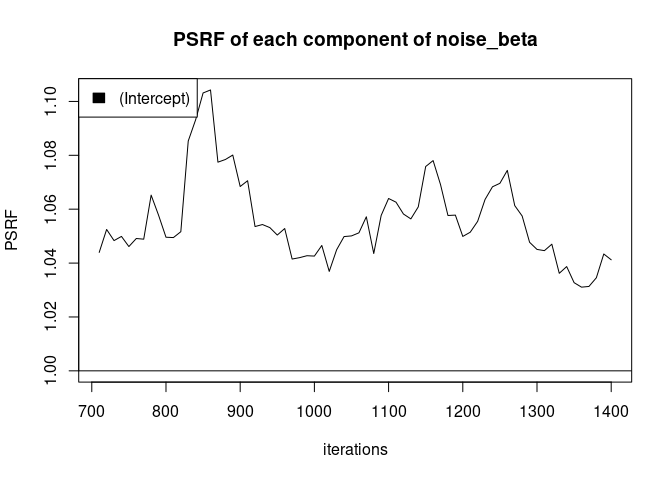 PSRF of each component of noise_beta
(Intercept)
PSRF
1.10
1.08
1.06
1.04
1.02
1.00
700 800 900 1000 1100 1200 1300 1400
iterations